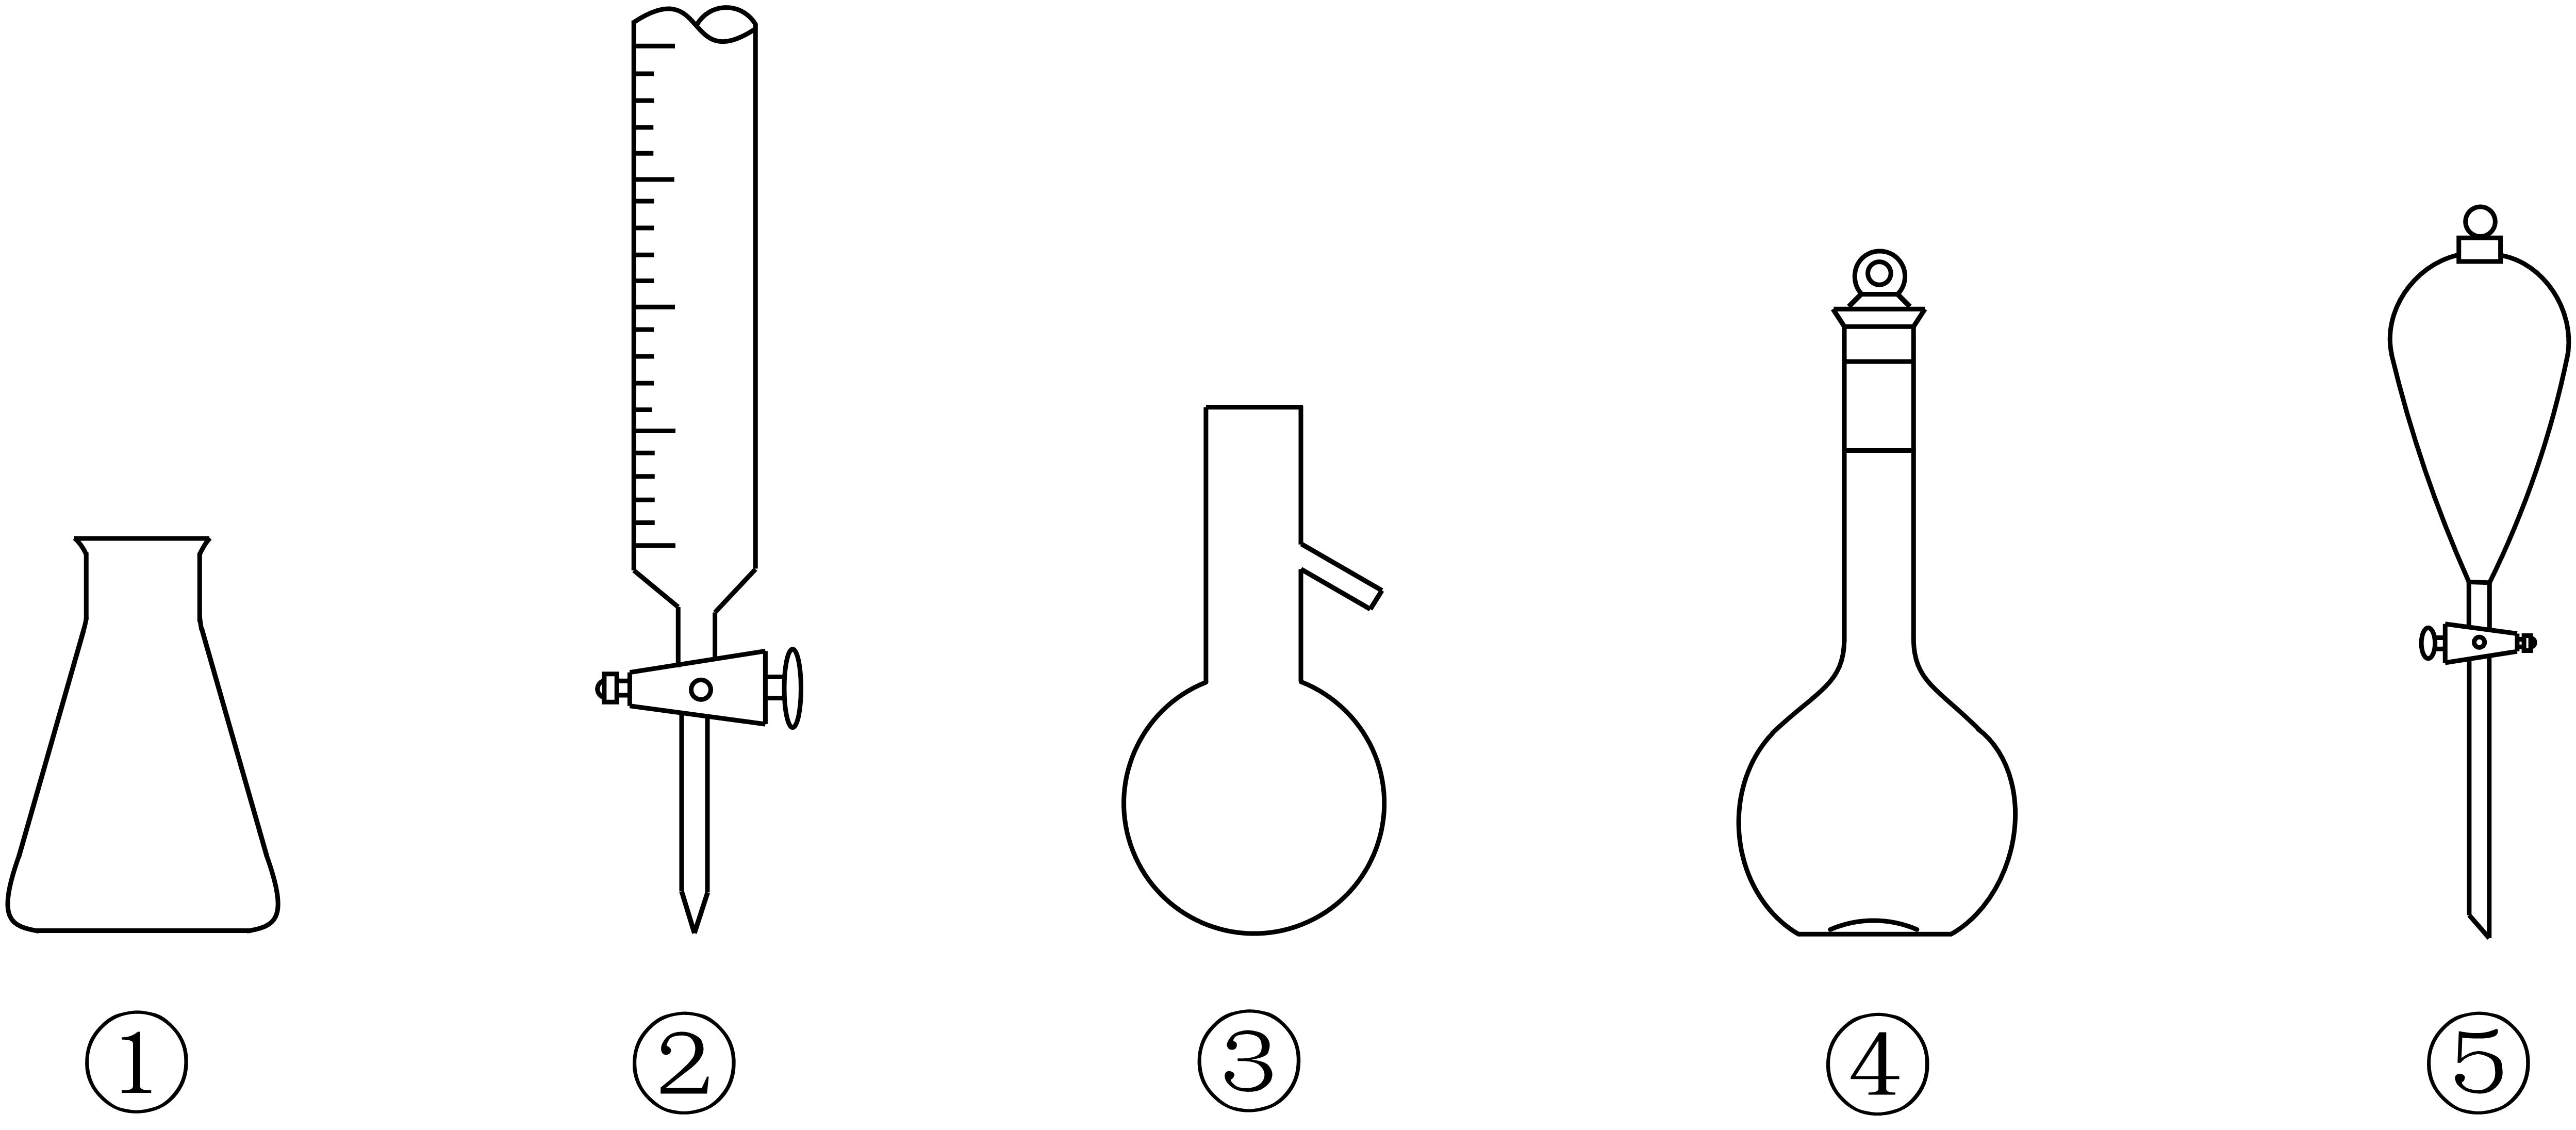 ① ② ③ ④ ⑤